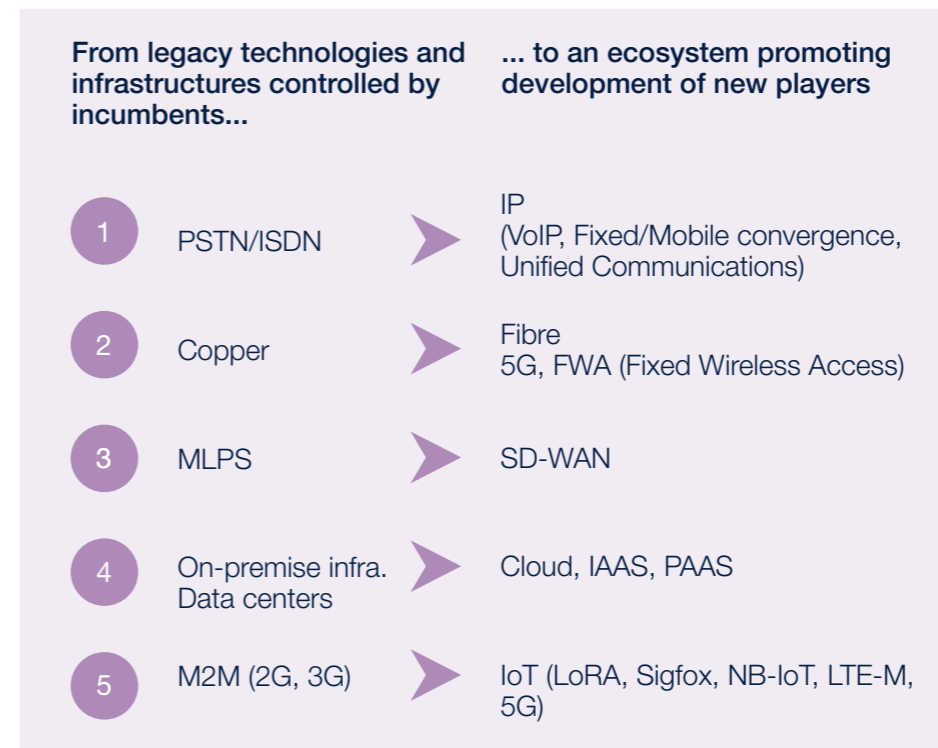 From legacy technologies and
infrastructures controlled by
incumbents...
... to an ecosystem promoting
development of new players
1
PSTN/ISDN
IP
(VoIP, Fixed/Mobile convergence,
Unified Communications)
2
Copper
Fibre
5G, FWA (Fixed Wireless Access)
3
MLPS
SD-WAN
4
On-premise infra.
Data centers
Cloud, IAAS, PAAS
5
M2M (2G, 3G)
IoT (LoRA, Sigfox, NB-IoT, LTE-M,
5G)